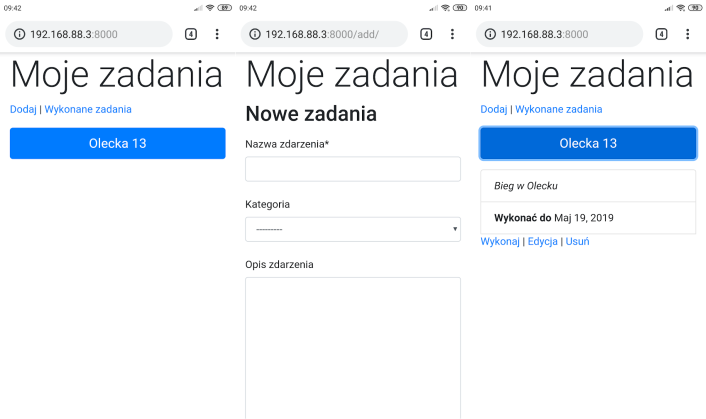 09:42
89
192.168.88.3:8000
4
Moje zadania
Dodaj | Wykonane zadania
Olecka 13
09:42
90
192.168.88.3:8000/add/
4
Moje zadania
Nowe zadania
Nazwa zdarzenia*
Kategoria
---------
Opis zdarzenia
09:41
90
192.168.88.3:8000
4
Moje zadania
Dodaj | Wykonane zadania
Olecka 13
Bieg w Olecku
Wykonać do Maj 19, 2019
Wykonaj | Edycja | Usuń